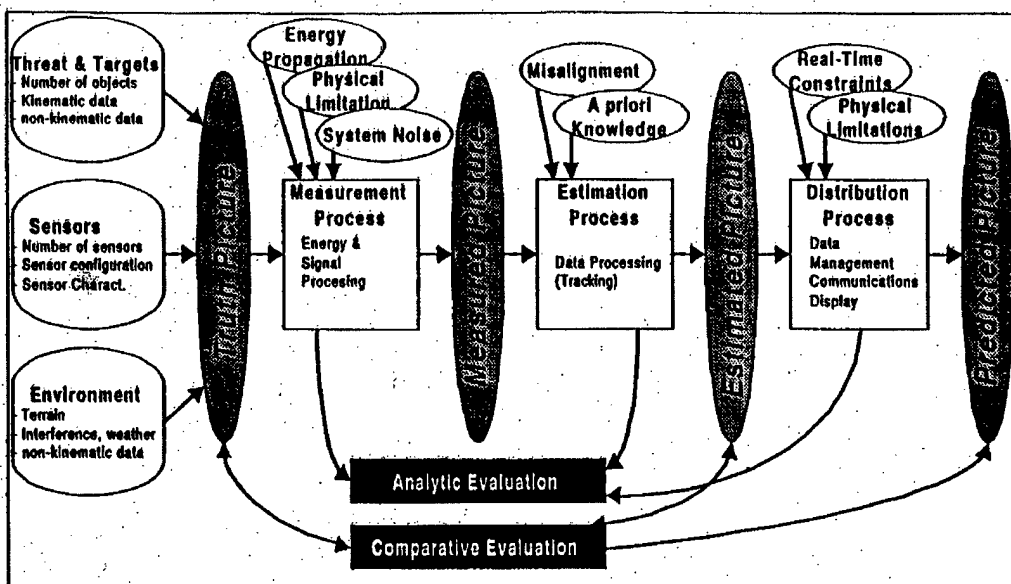 Threat & Targets
- Number of objects
- Kinematic data
non-kinematic data
Sensors
- Number of sensors
- Sensor configuration
- Sensor Charact.
Environment
- Terrain
- Interference, weather
non-kinematic data
Truth Picture
Energy
Propagation
Physical
Limitation
System Noise
Measurement
Process
Energy &
Signal
Procesing
Measured Picture
Misalignment
A priori
Knowledge
Estimation
Process
Data Processing
(Tracking)
Estimated Picture
Real-Time
Constraints
Physical
Limitations
Distribution
Process
Data
Management
Communications
Display
Predicted Picture
Analytic Evaluation
Comparative Evaluation